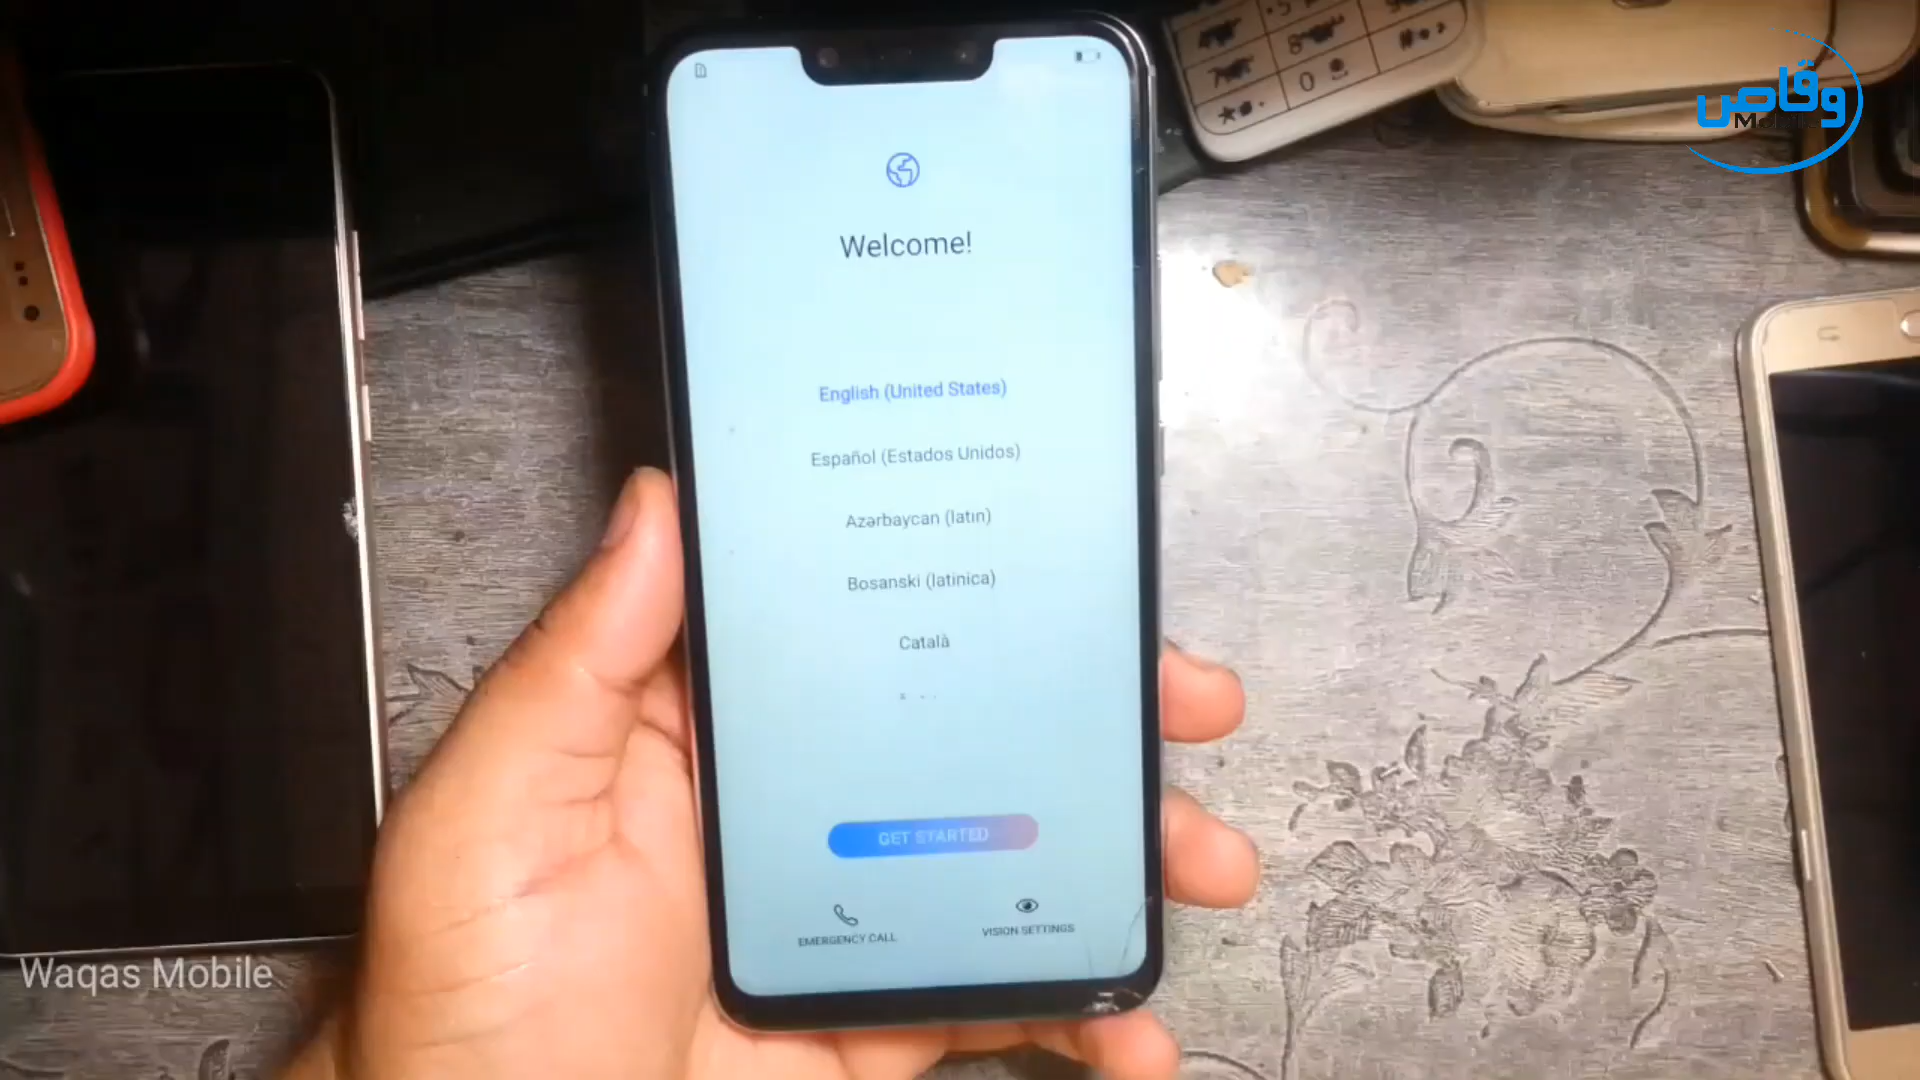 وقاص
Mobile
Welcome!
English (United States)
Español (Estados Unidos)
Azərbaycan (latın)
Bosanski (latinica)
Català
GET STARTED
EMERGENCY CALL
VISION SETTINGS
Waqas Mobile